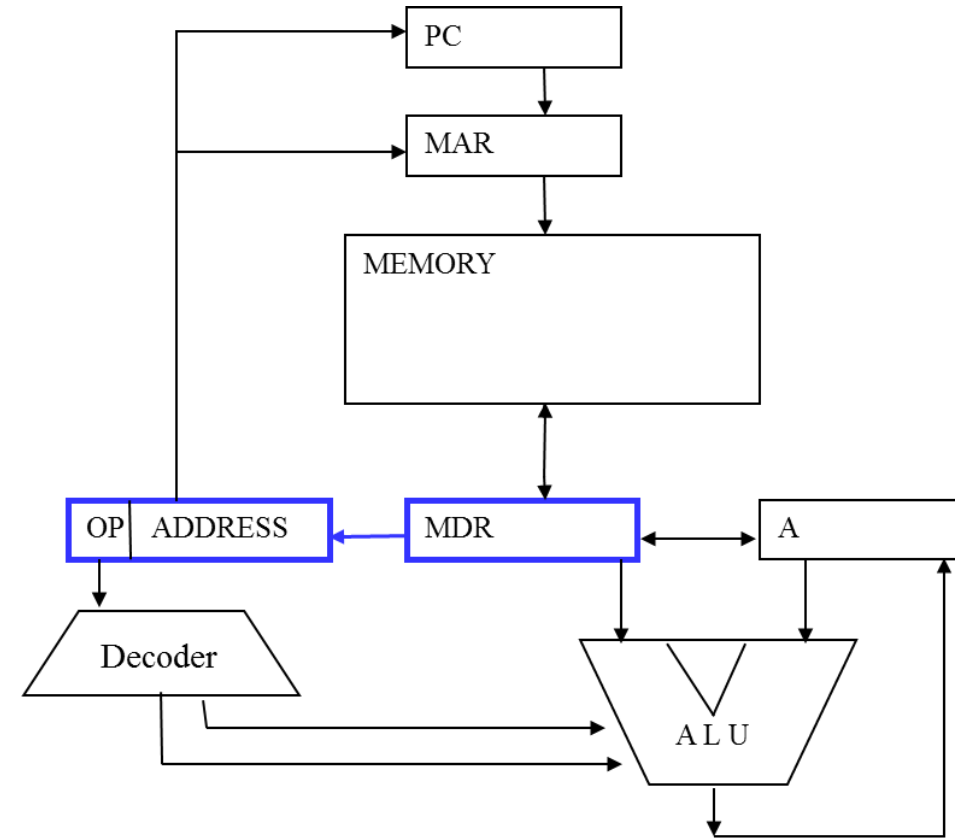 PC
MAR
MEMORY
OP ADDRESS
MDR
A
Decoder
A L U